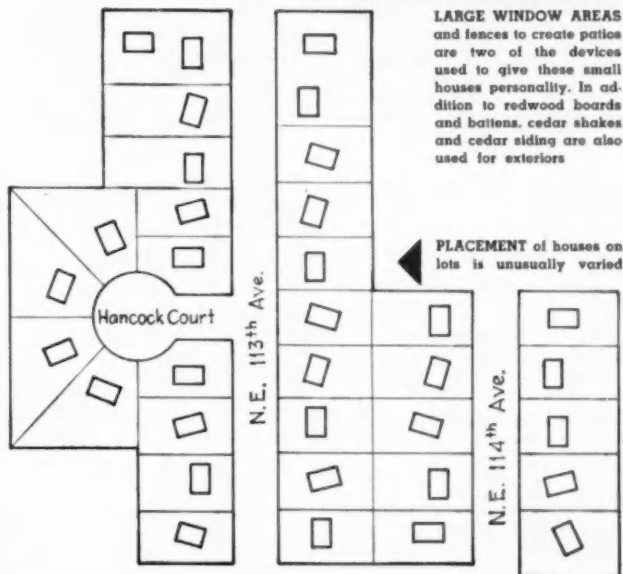 LARGE WINDOW AREAS
and fences to create patios
are two of the devices
used to give these small
houses personality. In ad-
dition to redwood boards
and battens, cedar shakes
and cedar siding are also
used for exteriors
PLACEMENT of houses on
lots is unusually varied
Hancock Court
N.E. 113th Ave.
N.E. 114th Ave.